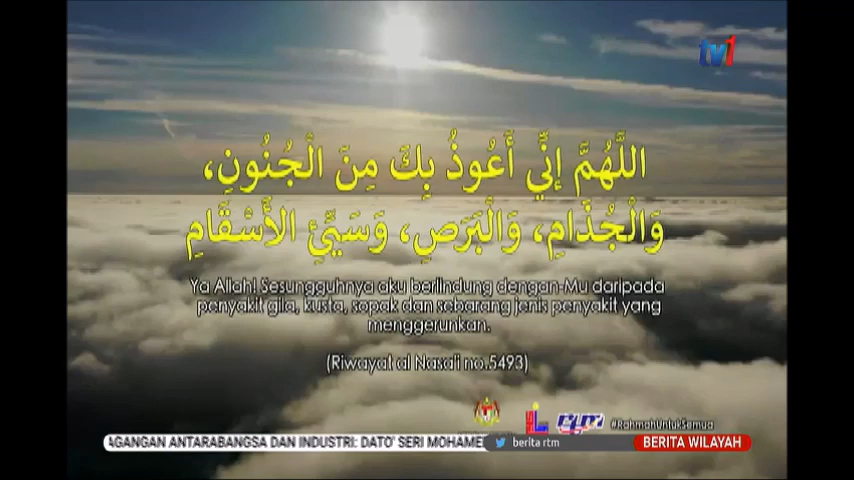 tv1
اللَّهُمَّ إِنِّي أَعُوذُ بِكَ مِنَ الْجُنُونِ،
وَالْجُذَامِ، وَالْبَرَصِ، وَسَيِّئِ الأَسْقَامِ
Ya Allah! Sesungguhnya aku berlindung dengan-Mu daripada
penyakit gila, kusta, sopak dan sebarang jenis penyakit yang
menggerunkan.
(Riwayat al Nasali no.5493)
#RahmahUntukSemua
AGANGAN ANTARABANGSA DAN INDUSTRI: DATO' SERI MOHAME berita rtm BERITA WILAYAH